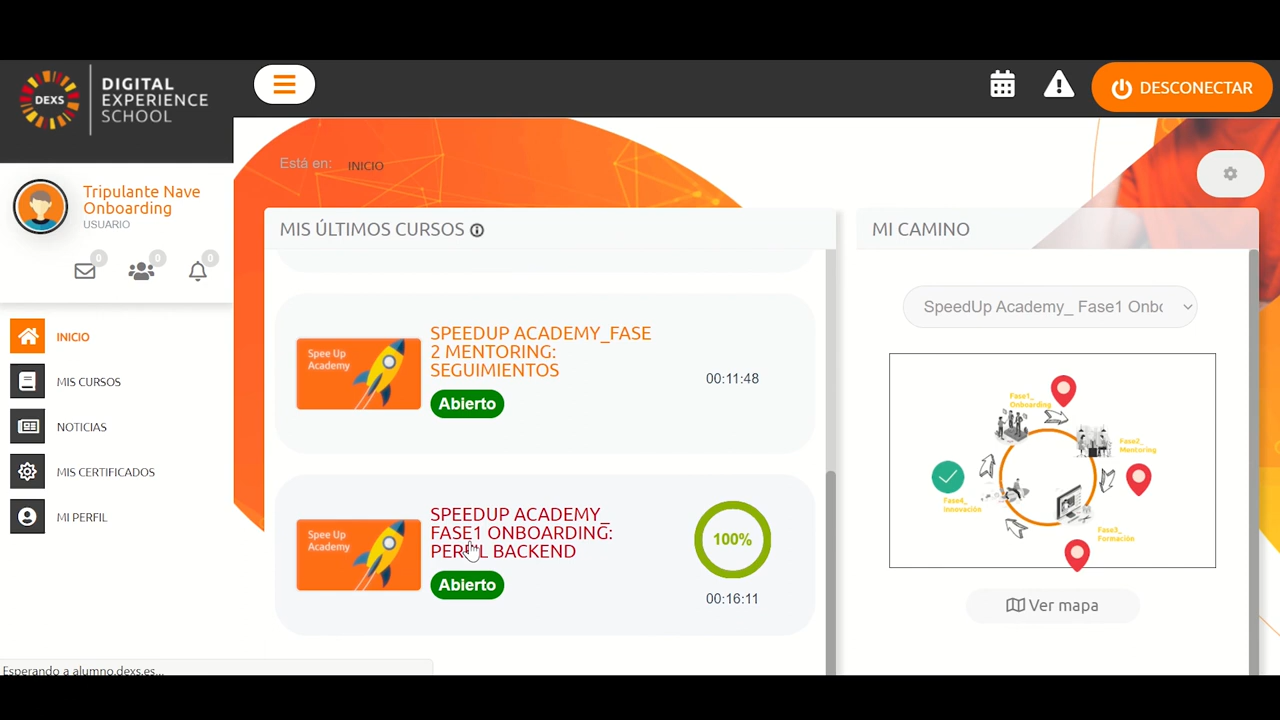 DEXS
DIGITAL
EXPERIENCE
SCHOOL
DESCONECTAR
Está en: INICIO
Tripulante Nave
Onboarding
USUARIO
0 0 0
INICIO
MIS CURSOS
NOTICIAS
MIS CERTIFICADOS
MI PERFIL
MIS ÚLTIMOS CURSOS
Spee Up
Academy
SPEEDUP ACADEMY_FASE
2 MENTORING:
SEGUIMIENTOS
Abierto
00:11:48
Spee Up
Academy
SPEEDUP ACADEMY_
FASE1 ONBOARDING:
PERFIL BACKEND
Abierto
100%
00:16:11
MI CAMINO
SpeedUp Academy_ Fase1 Onbo
Fase1_
Onboarding
Fase2_
Mentoring
Fase4_
Innovación
Fase3_
Formación
Ver mapa
Esperando a alumno.dexs.es...